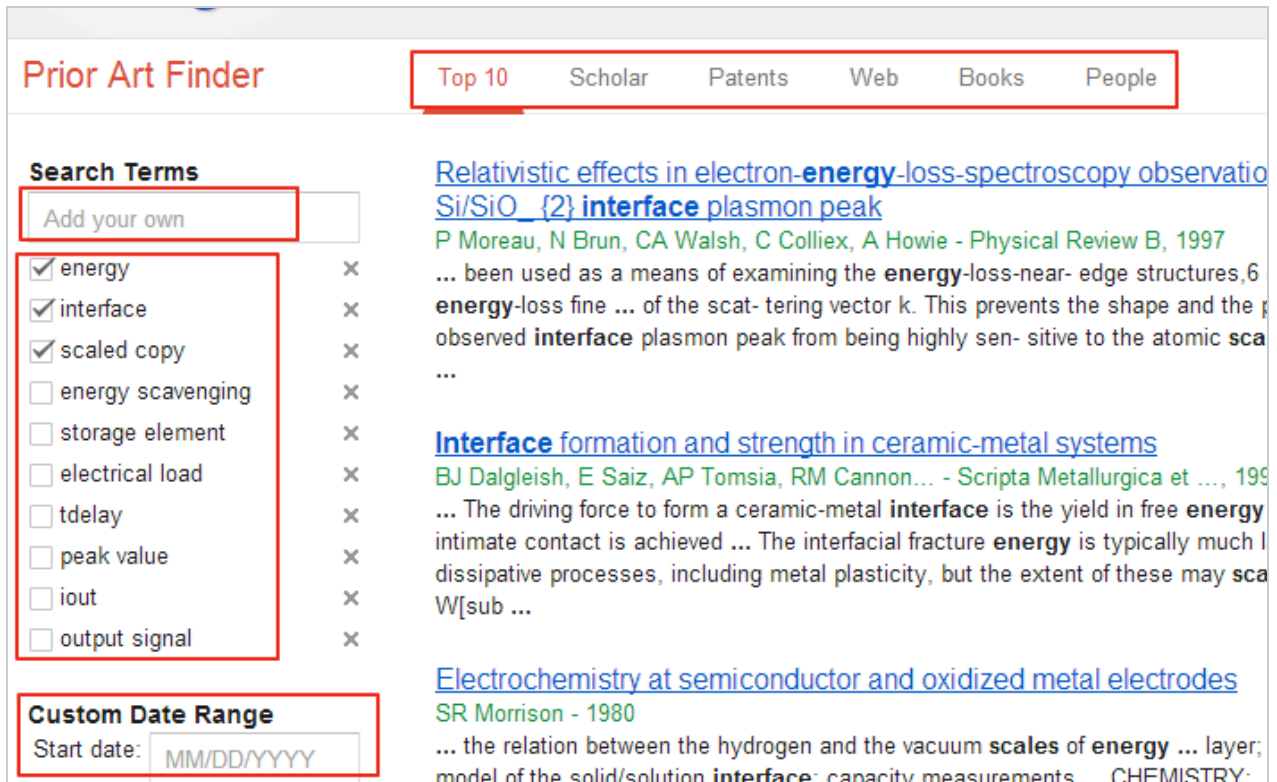 Prior Art Finder
Top 10 Scholar Patents Web Books People
Search Terms
Add your own
energy
interface
scaled copy
energy scavenging
storage element
electrical load
tdelay
peak value
iout
output signal
Custom Date Range
Start date: MM/DD/YYYY
Relativistic effects in electron-energy-loss-spectroscopy observatio
Si/SiO_{2} interface plasmon peak
P Moreau, N Brun, CA Walsh, C Colliex, A Howie - Physical Review B, 1997
... been used as a means of examining the energy-loss-near- edge structures,6
energy-loss fine ... of the scat- tering vector k. This prevents the shape and the
observed interface plasmon peak from being highly sen- sitive to the atomic sca
...
Interface formation and strength in ceramic-metal systems
BJ Dalgleish, E Saiz, AP Tomsia, RM Cannon... - Scripta Metallurgica et ..., 199
... The driving force to form a ceramic-metal interface is the yield in free energy
intimate contact is achieved ... The interfacial fracture energy is typically much l
dissipative processes, including metal plasticity, but the extent of these may sca
W[sub ...
Electrochemistry at semiconductor and oxidized metal electrodes
SR Morrison - 1980
... the relation between the hydrogen and the vacuum scales of energy ... layer;
model of the solid/solution interface; capacity measurements ... CHEMISTRY;